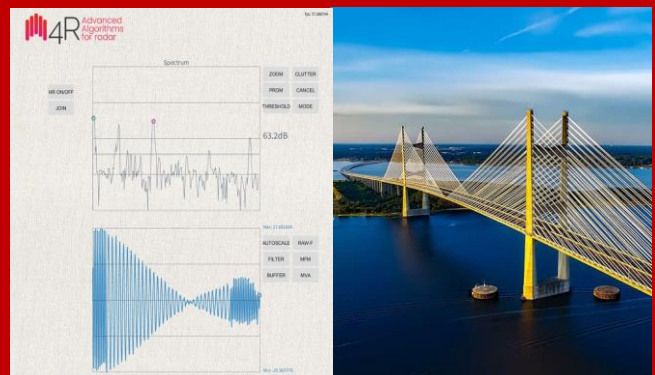 4R Advanced
Algorithms
for radar
Spectrum
HR ON/OFF
JOIN
ZOOM CLUTTER
PRGM CANCEL
THRESHOLD MODE
63.2dB
AUTOSCALE RAW-F
FILTER MFM
BUFFER MVA